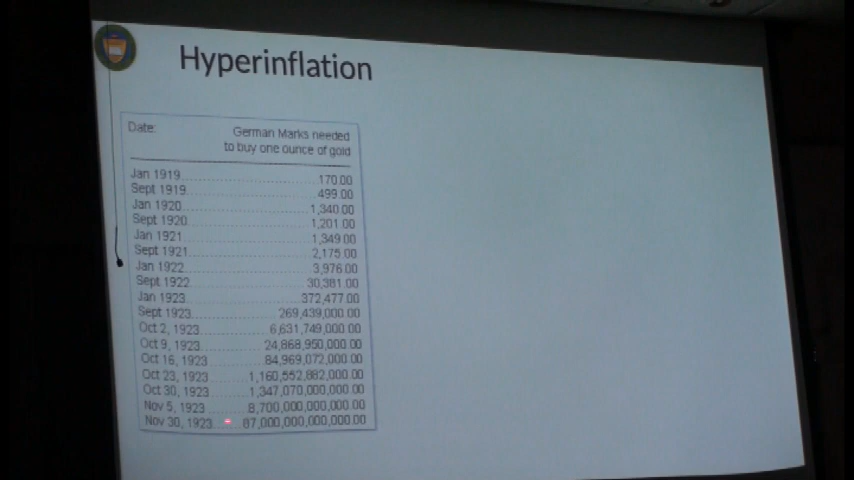 Hyperinflation
Date: German Marks needed
to buy one ounce of gold
Jan 1919 170.00
Sept 1919 499.00
Jan 1920 1,340.00
Sept 1920 1,201.00
Jan 1921 1,349.00
Sept 1921 2,175.00
Jan 1922 3,976.00
Sept 1922 30,381.00
Jan 1923 372,477.00
Sept 1923 269,439,000.00
Oct 2, 1923 6,631,749,000.00
Oct 9, 1923 24,868,950,000.00
Oct 16, 1923 84,969,072,000.00
Oct 23, 1923 1,160,552,882,000.00
Oct 30, 1923 1,347,070,000,000.00
Nov 5, 1923 8,700,000,000,000.00
Nov 30, 1923 87,000,000,000,000.00